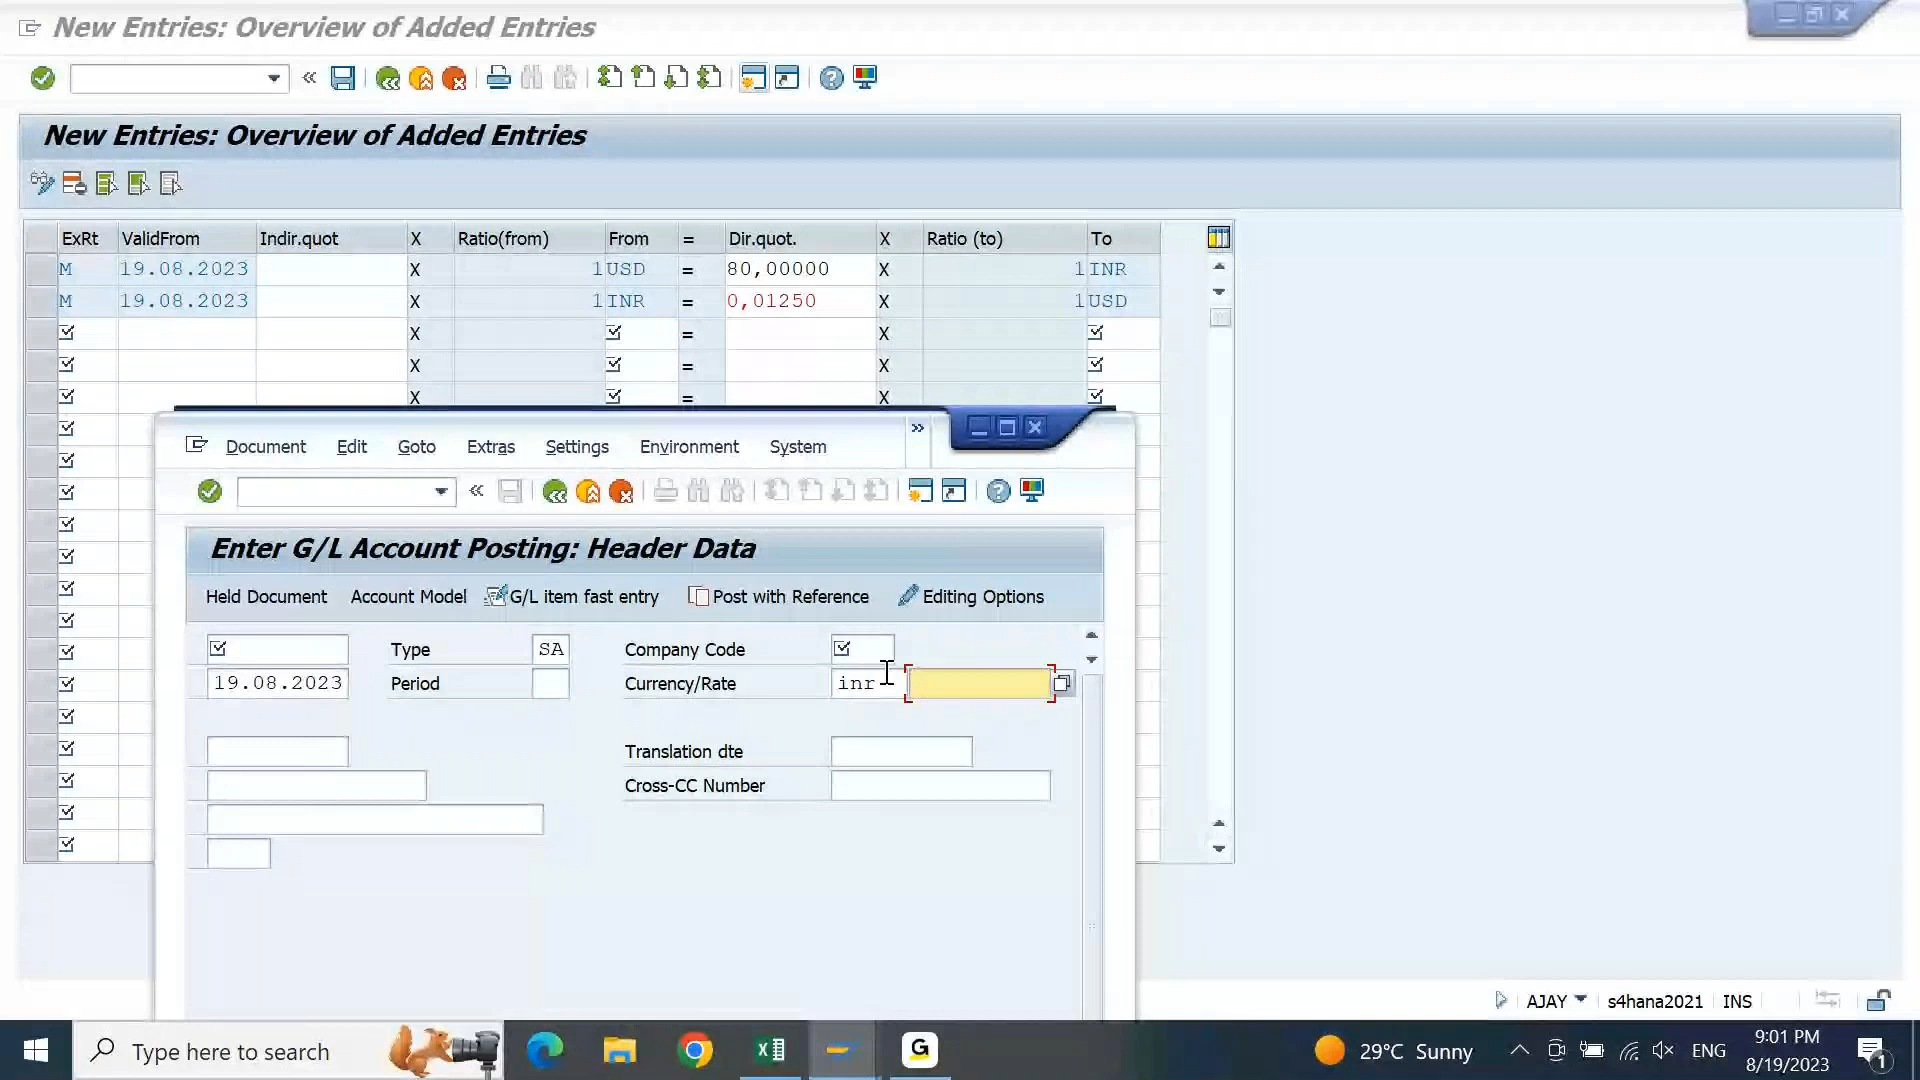 New Entries: Overview of Added Entries
New Entries: Overview of Added Entries
ExRt ValidFrom Indir.quot X Ratio(from) From = Dir.quot. X Ratio (to) To
M 19.08.2023 X 1 USD = 80,00000 X 1 INR
M 19.08.2023 X 1 INR = 0,01250 X 1 USD
X = X
X = X
X = X
Document Edit Goto Extras Settings Environment System
Enter G/L Account Posting: Header Data
Held Document Account Model G/L item fast entry Post with Reference Editing Options
Type SA Company Code
19.08.2023 Period Currency/Rate inr
Translation dte
Cross-CC Number
AJAY s4hana2021 INS
Type here to search
G
29°C Sunny
ENG
9:01 PM
8/19/2023
1